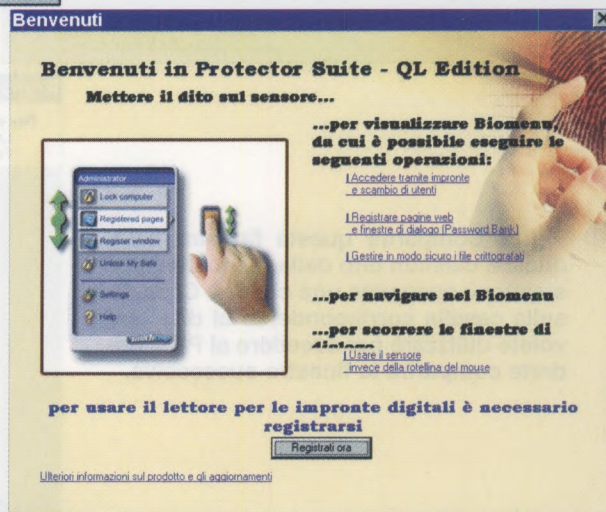 Benvenuti
Benvenuti in Protector Suite - QL Edition
Mettere il dito sul sensore...
...per visualizzare Biomenu,
da cui è possibile eseguire le
seguenti operazioni:
Accedere tramite impronte
e scambio di utenti
Registrare pagine web
e finestre di dialogo [Password Bank]
Gestire in modo sicuro i file crittografati
Administrator
Lock computer
Registered pages
Register window
Unlock My Safe
Settings
Help
...per navigare nel Biomenu
...per scorrere le finestre di
dialogo
Usare il sensore
invece della rotellina del mouse
per usare il lettore per le impronte digitali è necessario
registrarsi
Registrati ora
Ulteriori informazioni sul prodotto e gli aggiornamenti